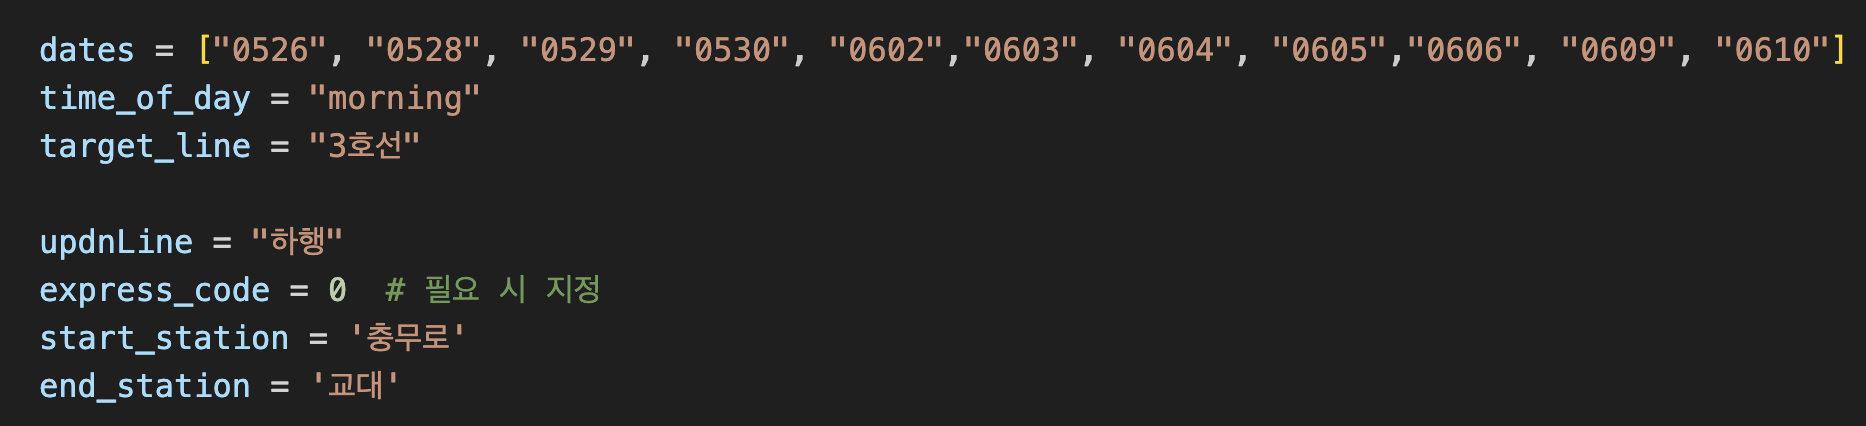 dates = ["0526", "0528", "0529", "0530", "0602","0603", "0604", "0605","0606", "0609", "0610"]
time_of_day = "morning"
target_line = "3호선"
updnLine = "하행"
express_code = 0  # 필요 시 지정
start_station = '충무로'
end_station = '교대'